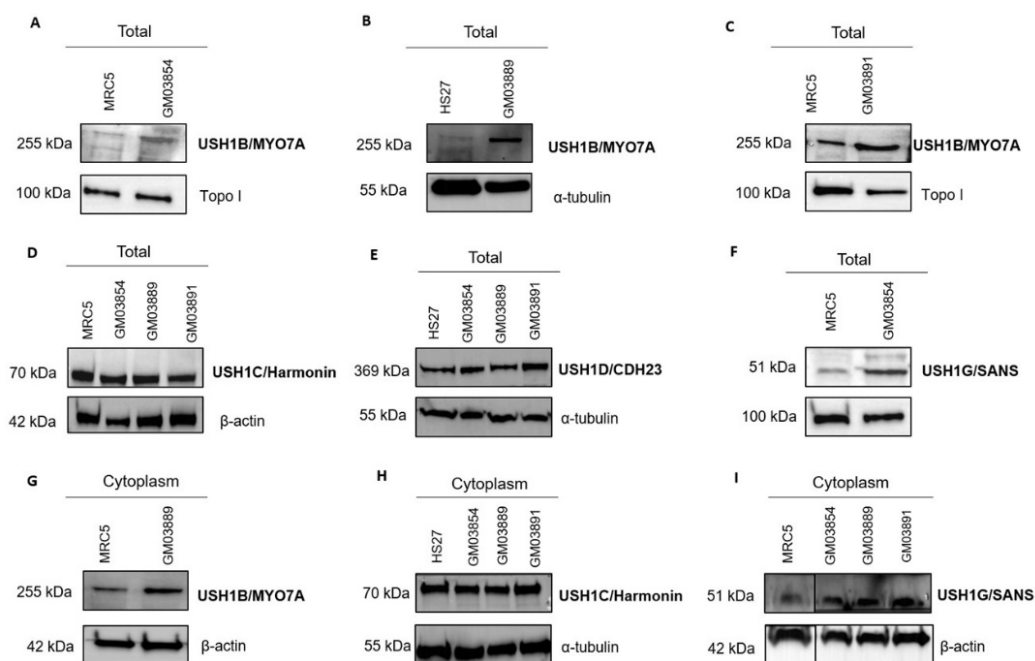 A
Total
MRC5
GM03854
255 kDa
USH1B/MYO7A
100 kDa
Topo I
B
Total
HS27
GM03889
255 kDa
USH1B/MYO7A
55 kDa
α-tubulin
C
Total
MRC5
GM03891
255 kDa
USH1B/MYO7A
100 kDa
Topo I
D
Total
MRC5
GM03854
GM03889
GM03891
70 kDa
USH1C/Harmonin
42 kDa
β-actin
E
Total
HS27
GM03854
GM03889
GM03891
369 kDa
USH1D/CDH23
55 kDa
α-tubulin
F
Total
MRC5
GM03854
51 kDa
USH1G/SANS
100 kDa
G
Cytoplasm
MRC5
GM03889
255 kDa
USH1B/MYO7A
42 kDa
β-actin
H
Cytoplasm
HS27
GM03854
GM03889
GM03891
70 kDa
USH1C/Harmonin
55 kDa
α-tubulin
I
Cytoplasm
MRC5
GM03854
GM03889
GM03891
51 kDa
USH1G/SANS
42 kDa
β-actin